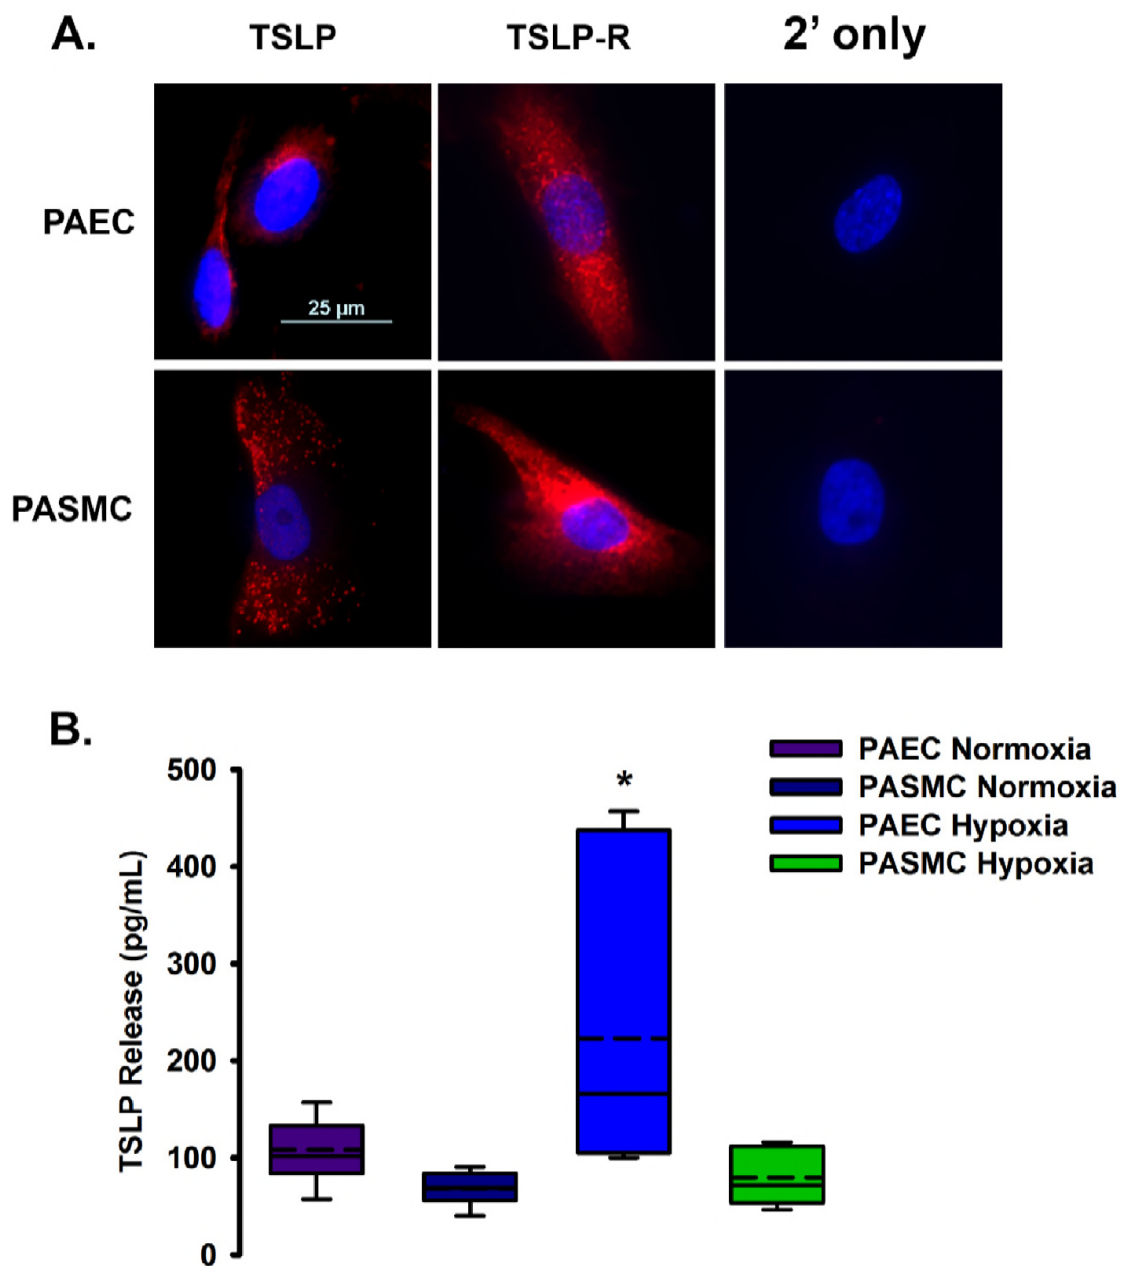 A. TSLP TSLP-R 2’ only
PAEC
25 µm
PASMC
B.
PAEC Normoxia
PASMC Normoxia
PAEC Hypoxia
PASMC Hypoxia
TSLP Release (pg/mL)
500
400
300
200
100
0
*